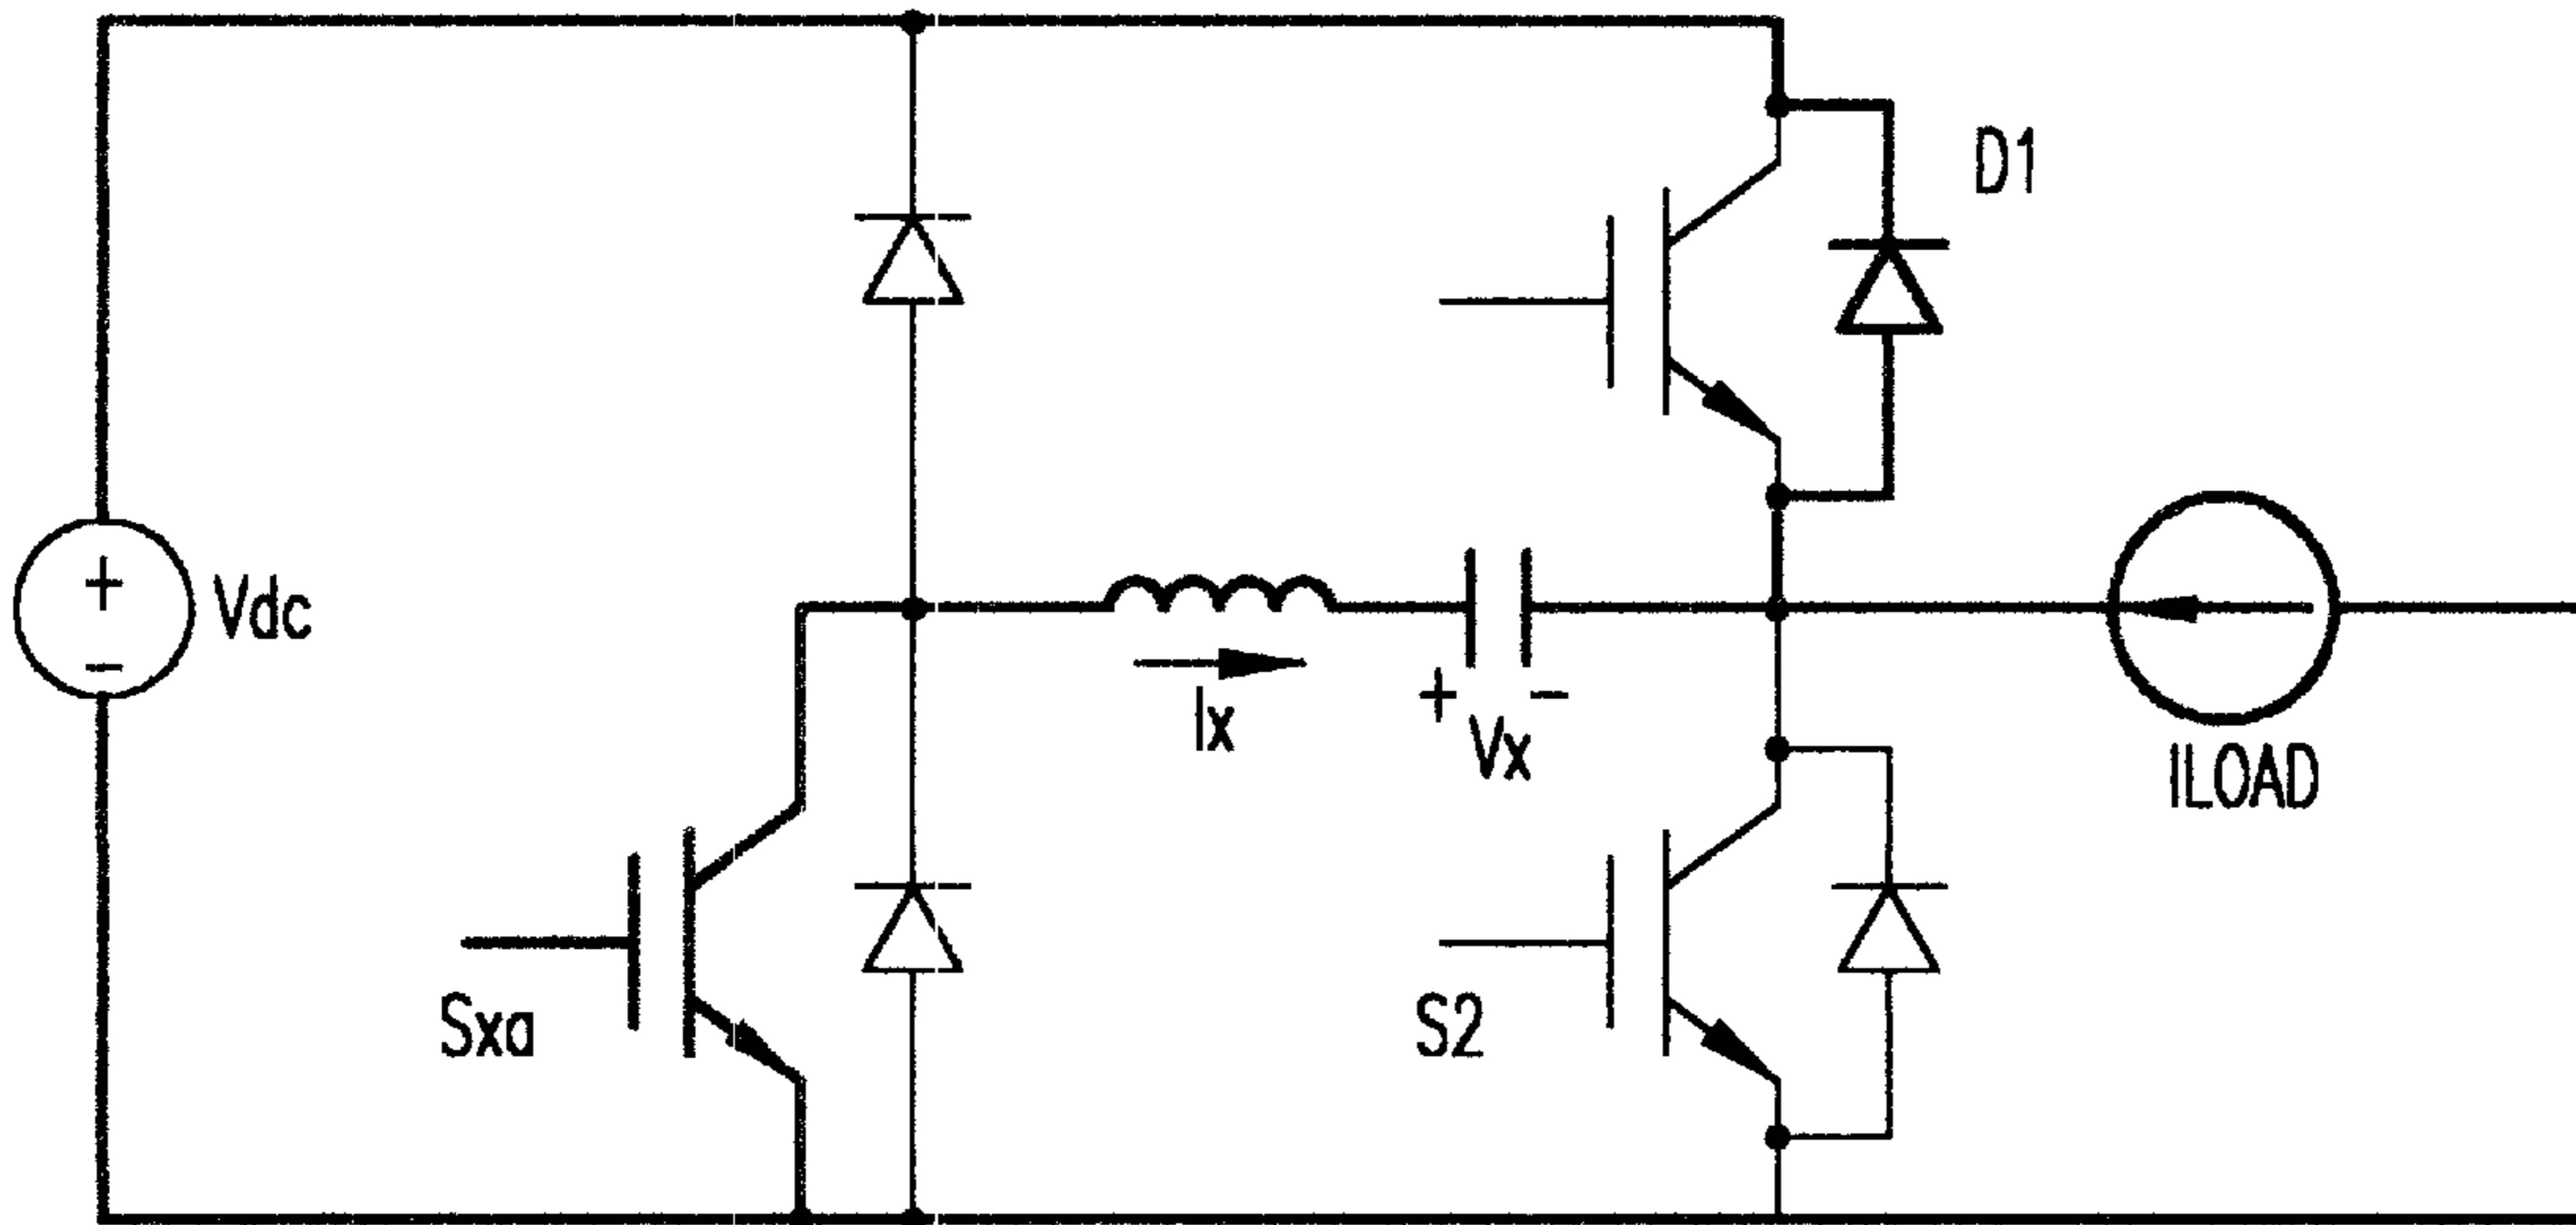 D1
+
Vdc
-
Ix
+ -
Vx
ILOAD
Sxa
S2